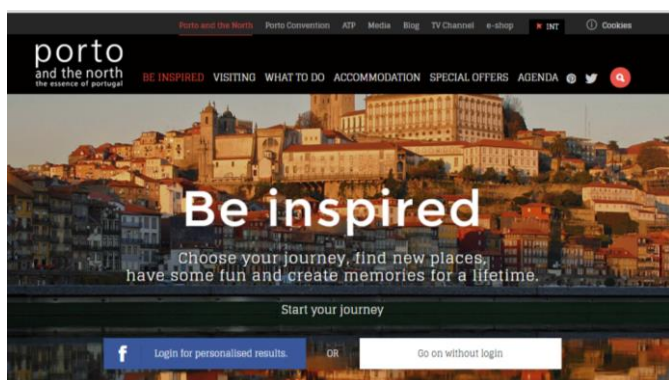 Porto and the North Porto Convention ATP Media Blog TV Channel e-shop INT Cookies
porto
and the north
the essence of portugal
BE INSPIRED VISITING WHAT TO DO ACCOMMODATION SPECIAL OFFERS AGENDA
Be inspired
Choose your journey, find new places,
have some fun and create memories for a lifetime.
Start your journey
f Login for personalised results. OR Go on without login